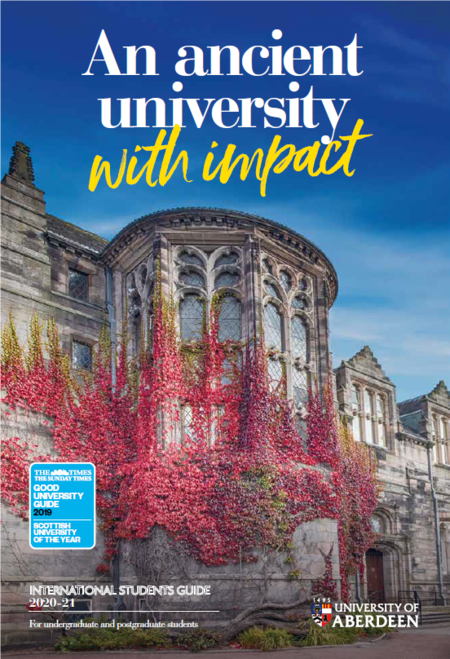 An ancient
university
with impact
THE TIMES
THE SUNDAY TIMES
GOOD
UNIVERSITY
GUIDE
2019
SCOTTISH
UNIVERSITY
OF THE YEAR
INTERNATIONAL STUDENTS GUIDE
2020-21
For undergraduate and postgraduate students
1495
UNIVERSITY OF
ABERDEEN